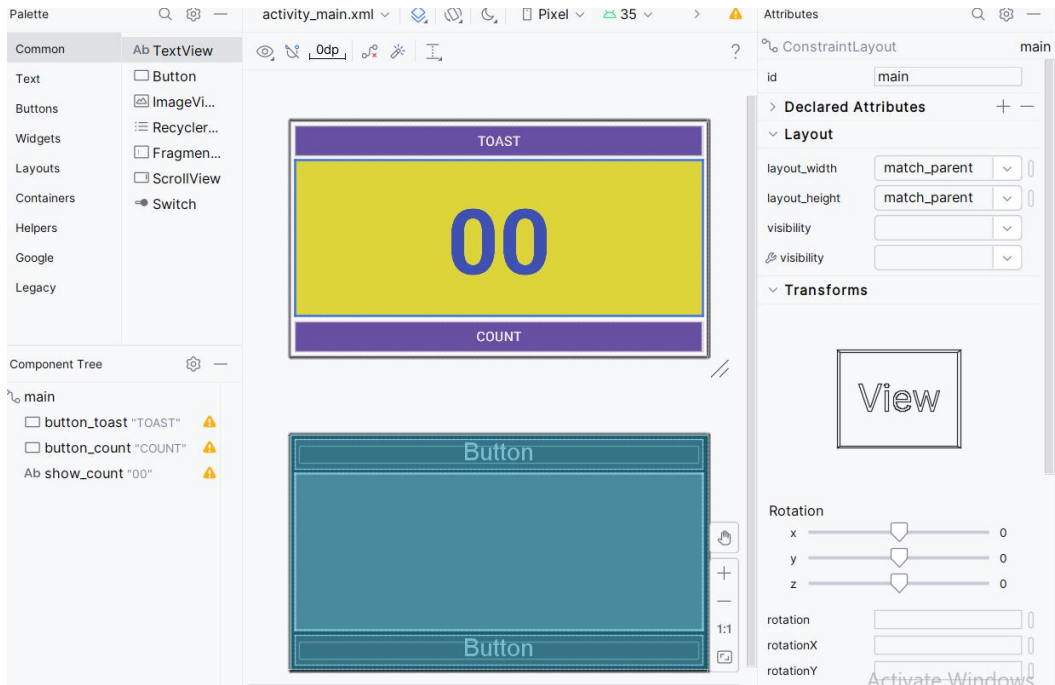 Palette
Common
Text
Buttons
Widgets
Layouts
Containers
Helpers
Google
Legacy
Ab TextView
Button
ImageVi...
Recycler...
Fragmen...
ScrollView
Switch
Component Tree
main
button_toast "TOAST"
button_count "COUNT"
Ab show_count "00"
activity_main.xml
Pixel
35
0dp
?
TOAST
00
COUNT
Button
Button
1:1
Attributes
ConstraintLayout main
id main
Declared Attributes
Layout
layout_width match_parent
layout_height match_parent
visibility
visibility
Transforms
View
Rotation
x 0
y 0
z 0
rotation
rotationX
rotationY
Activate Windows